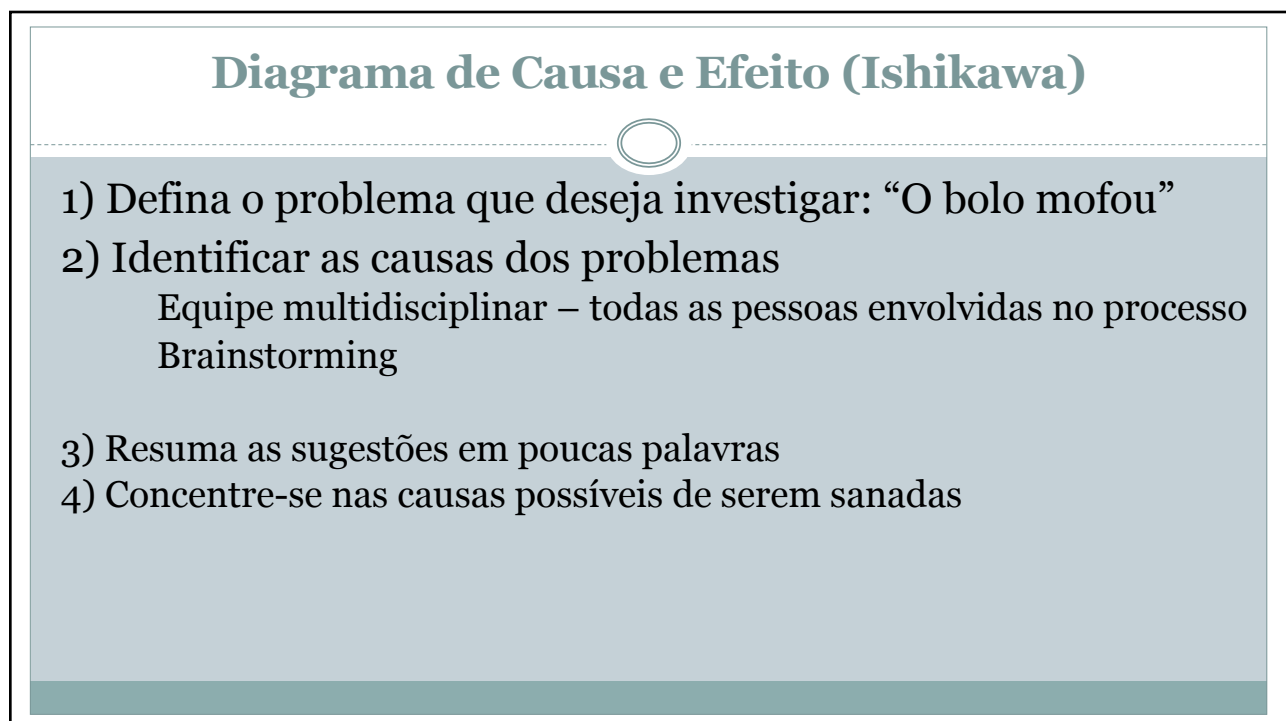 Diagrama de Causa e Efeito (Ishikawa)
1) Defina o problema que deseja investigar: “O bolo mofou”
2) Identificar as causas dos problemas
Equipe multidisciplinar – todas as pessoas envolvidas no processo
Brainstorming
3) Resuma as sugestões em poucas palavras
4) Concentre-se nas causas possíveis de serem sanadas